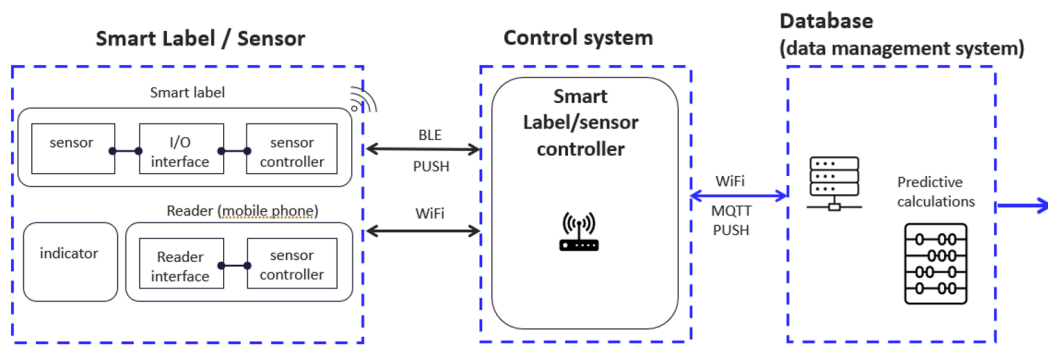 Smart Label / Sensor
Smart label
sensor
I/O
interface
sensor
controller
Reader (mobile phone)
indicator
Reader
interface
sensor
controller
BLE
PUSH
WiFi
Control system
Smart
Label/sensor
controller
WiFi
MQTT
PUSH
Database
(data management system)
Predictive
calculations